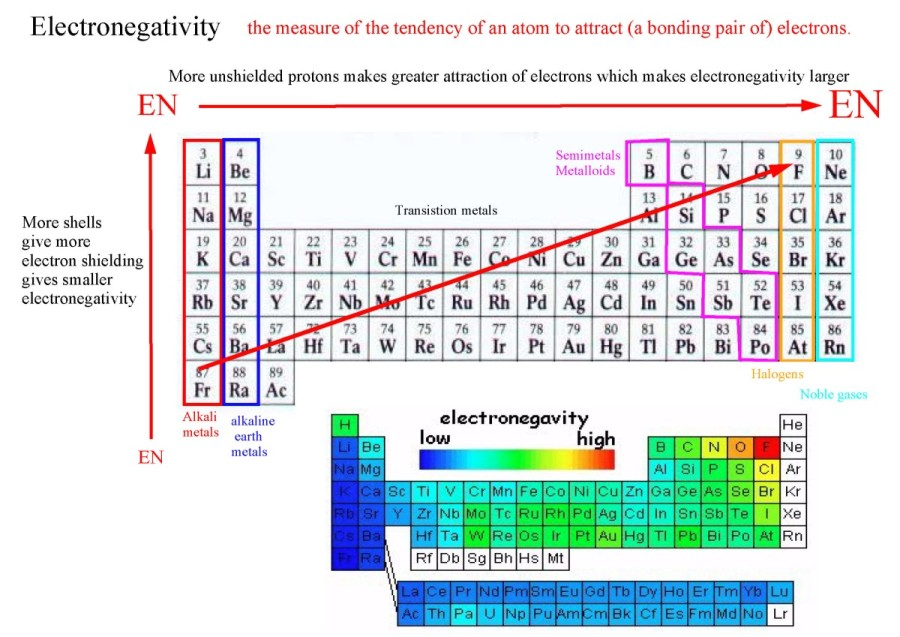 Electronegativity the measure of the tendency of an atom to attract (a bonding pair of) electrons.
More unshielded protons makes greater attraction of electrons which makes electronegativity larger
EN EN
3 4 Semimetals 5 6 7 8 9 10
Li Be Metalloids B C N O F Ne
11 12 13 14 15 16 17 18
Na Mg Transistion metals Al Si P S Cl Ar
More shells
give more
electron shielding
gives smaller
electronegativity
19 20 21 22 23 24 25 26 27 28 29 30 31 32 33 34 35 36
K Ca Sc Ti V Cr Mn Fe Co Ni Cu Zn Ga Ge As Se Br Kr
37 38 39 40 41 42 43 44 45 46 47 48 49 50 51 52 53 54
Rb Sr Y Zr Nb Mo Tc Ru Rh Pd Ag Cd In Sn Sb Te I Xe
55 56 57 72 73 74 75 76 77 78 79 80 81 82 83 84 85 86
Cs Ba La Hf Ta W Re Os Ir Pt Au Hg Tl Pb Bi Po At Rn
87 88 89
Fr Ra Ac
Halogens
Noble gases
Alkali
metals
alkaline
earth
metals
EN
electronegavity
low high
H He
Li Be B C N O F Ne
Na Mg Al Si P S Cl Ar
K Ca Sc Ti V Cr Mn Fe Co Ni Cu Zn Ga Ge As Se Br Kr
Rb Sr Y Zr Nb Mo Tc Ru Rh Pd Ag Cd In Sn Sb Te I Xe
Cs Ba Hf Ta W Re Os Ir Pt Au Hg Tl Pb Bi Po At Rn
Fr Ra Rf Db Sg Bh Hs Mt
La Ce Pr Nd Pm Sm Eu Gd Tb Dy Ho Er Tm Yb Lu
Ac Th Pa U Np Pu Am Cm Bk Cf Es Fm Md No Lr